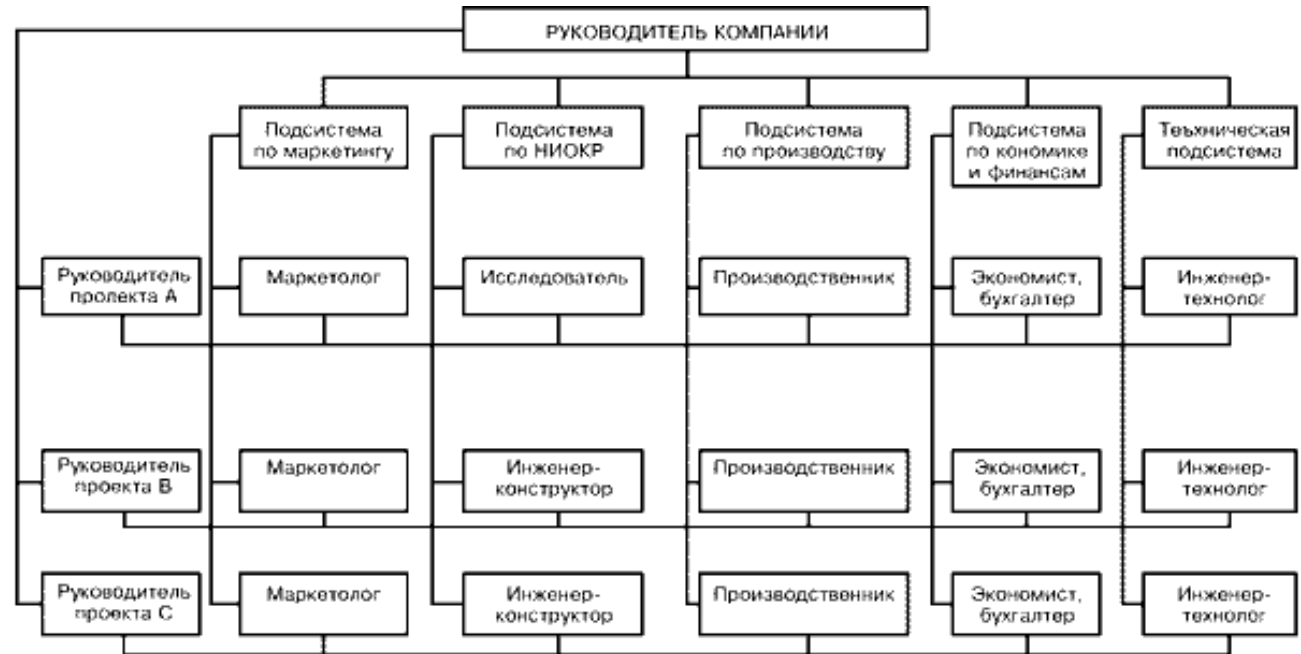 РУКОВОДИТЕЛЬ КОМПАНИИ
Подсистема
по маркетингу
Подсистема
по НИОКР
Подсистема
по производству
Подсистема
по кономике
и финансам
Теъхническая
подсистема
Руководитель
пролекта А
Маркетолог
Исследователь
Производственник
Экономист,
бухгалтер
Инженер-
технолог
Руководитель
проекта В
Маркетолог
Инженер-
конструктор
Производственник
Экономист,
бухгалтер
Инженер-
технолог
Руководитель
проекта С
Маркетолог
Инженер-
конструктор
Производственник
Экономист,
бухгалтер
Инженер-
технолог